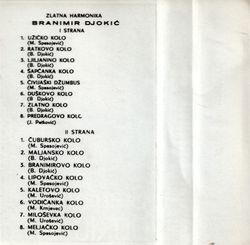 ZLATNA HARMONIKA
BRANIMIR DJOKIĆ
I STRANA
1. UŽIČKO KOLO
(M. Spasojević)
2. RATKOVO KOLO
(B. Djokić)
3. LJILJANINO KOLO
(B. Djokić)
4. ŠAPČANKA KOLO
(B. Djokić)
5. ČIVIJAŠKI DŽUMBUS
(M. Spasojević)
6. DUŠKOVO KOLO
(B. Djokić)
7. ZLATNO KOLO
(B. Djokić)
8. PREDRAGOVO KOLO
(J. Petković)
II STRANA
1. ČUBURSKO KOLO
(M. Spasojević)
2. MALJANSKO KOLO
(B. Djokić)
3. BRANIMIROVO KOLO
(B. Djokić)
4. LIPOVAČKO KOLO
(M. Spasojević)
5. KALETOVO KOLO
(M. Urošević)
6. VODIČANKA KOLO
(M. Krnjevac)
7. MILOŠEVKA KOLO
(M. Urošević)
8. MELJAČKO KOLO
(M. Spasojević)